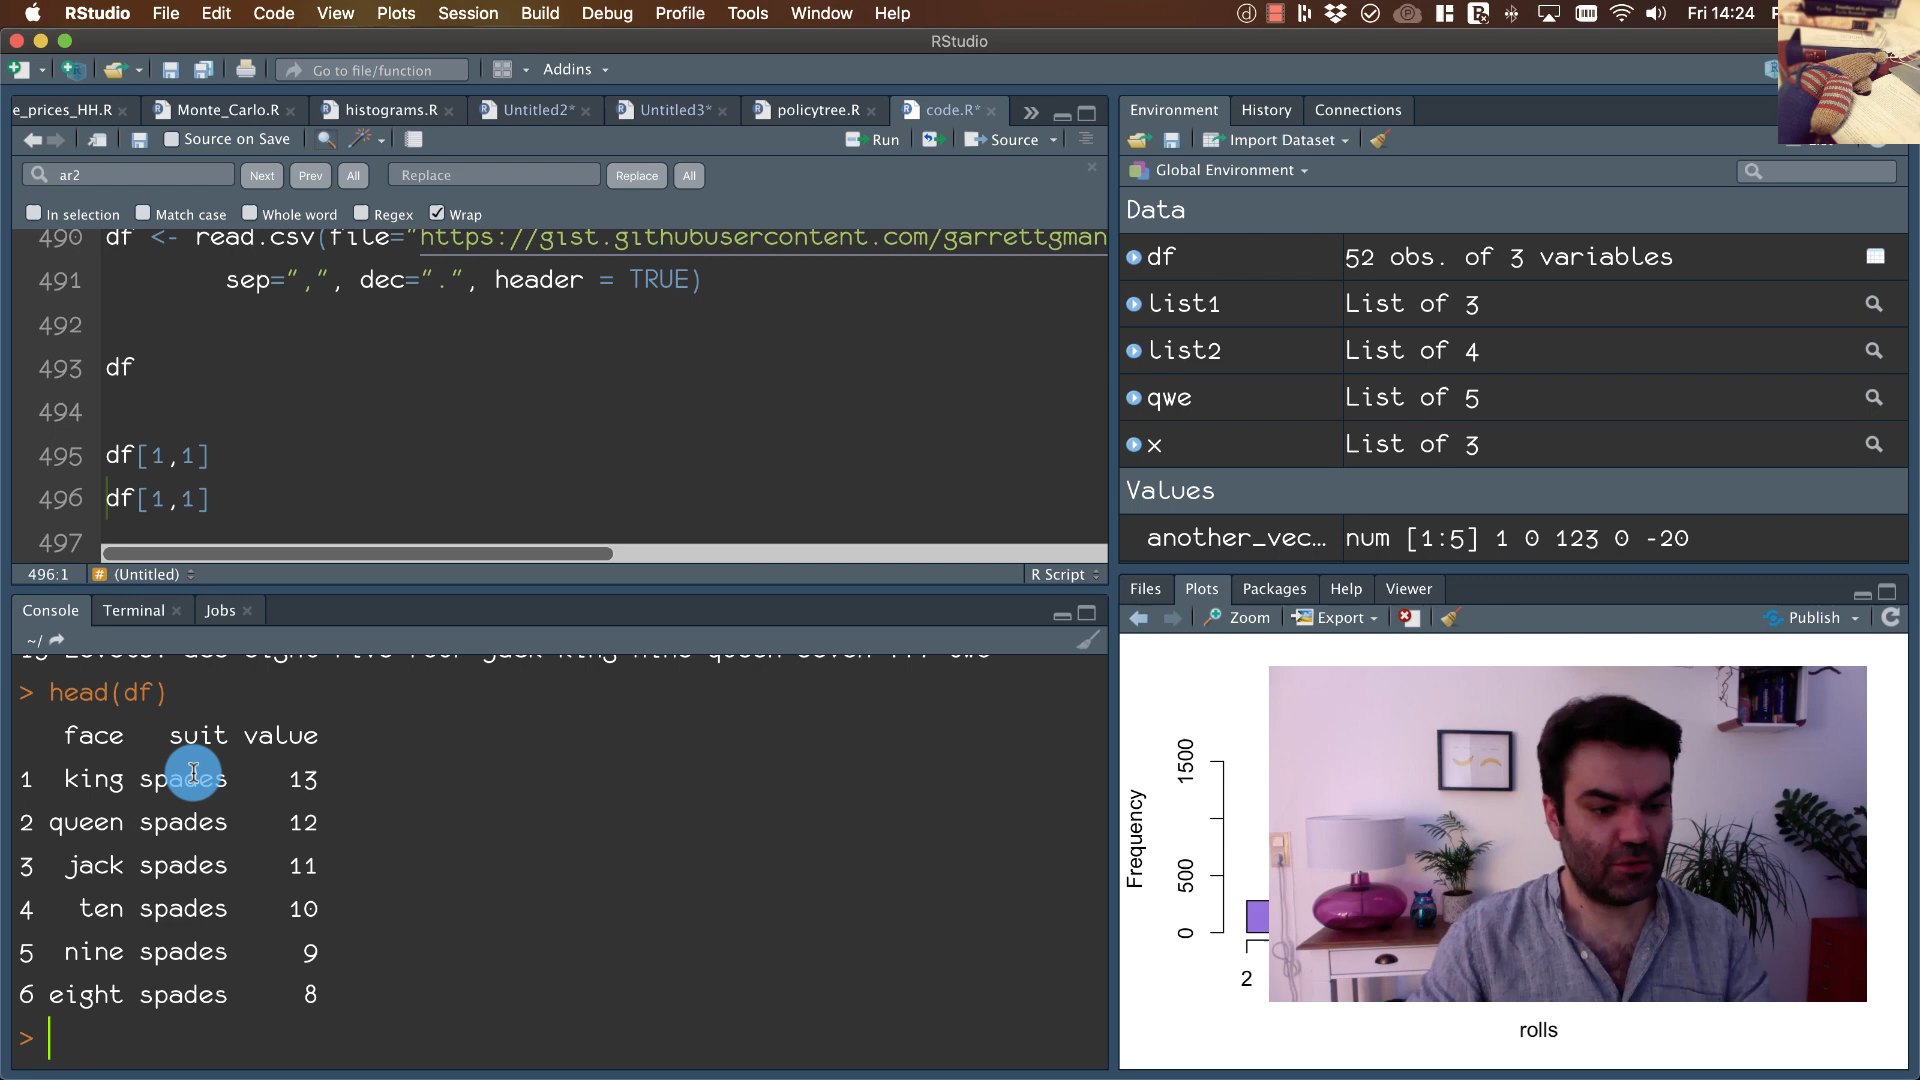 RStudio File Edit Code View Plots Session Build Debug Profile Tools Window Help Fri 14:24
RStudio
Go to file/function Addins
e_prices_HH.R Monte_Carlo.R histograms.R Untitled2* Untitled3* policytree.R code.R*
Source on Save Run Source
ar2 Next Prev All Replace Replace All
In selection Match case Whole word Regex Wrap
490 df <- read.csv(file="https://gist.githubusercontent.com/garrettgman
491 sep=",", dec=".", header = TRUE)
492
493 df
494
495 df[1,1]
496 df[1,1]
497
496:1 # (Untitled) R Script
Console Terminal Jobs
~/
> head(df)
face suit value
1 king spades 13
2 queen spades 12
3 jack spades 11
4 ten spades 10
5 nine spades 9
6 eight spades 8
>
Environment History Connections
Import Dataset
Global Environment
Data
df 52 obs. of 3 variables
list1 List of 3
list2 List of 4
qwe List of 5
x List of 3
Values
another_vec... num [1:5] 1 0 123 0 -20
Files Plots Packages Help Viewer
Zoom Export Publish
Frequency
1500
500
0
2
rolls